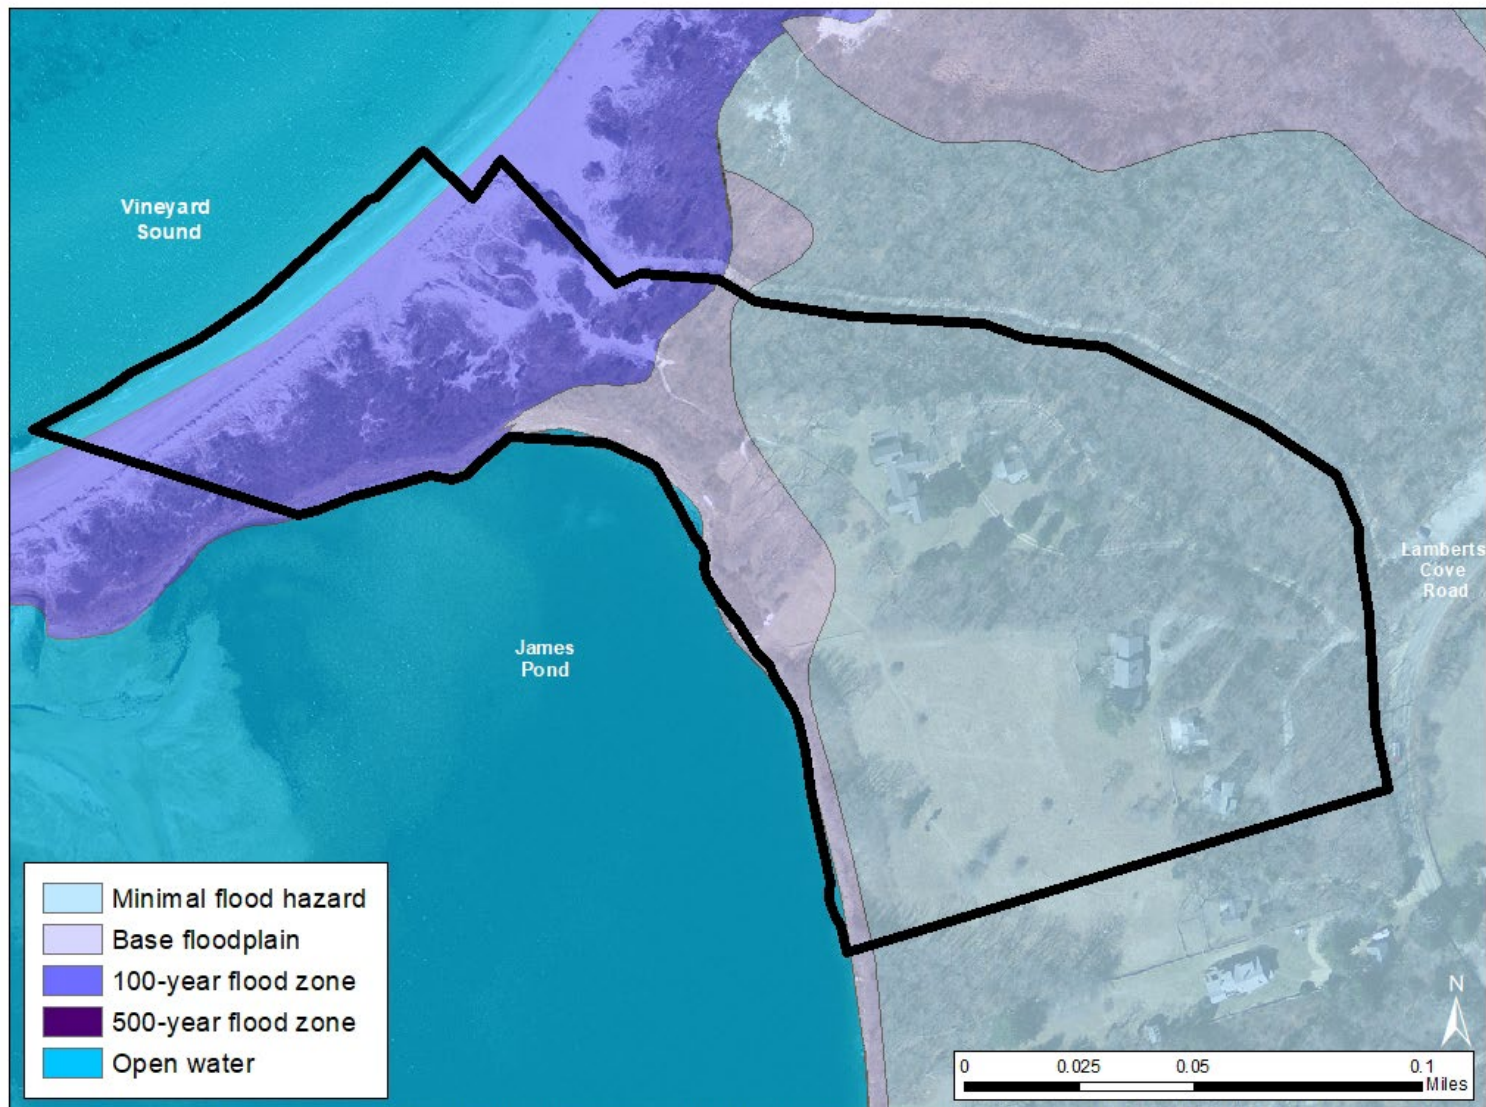 Vineyard
Sound
Lamberts
Cove
Road
James
Pond
Minimal flood hazard
Base floodplain
100-year flood zone
500-year flood zone
Open water
N
0 0.025 0.05 0.1
Miles